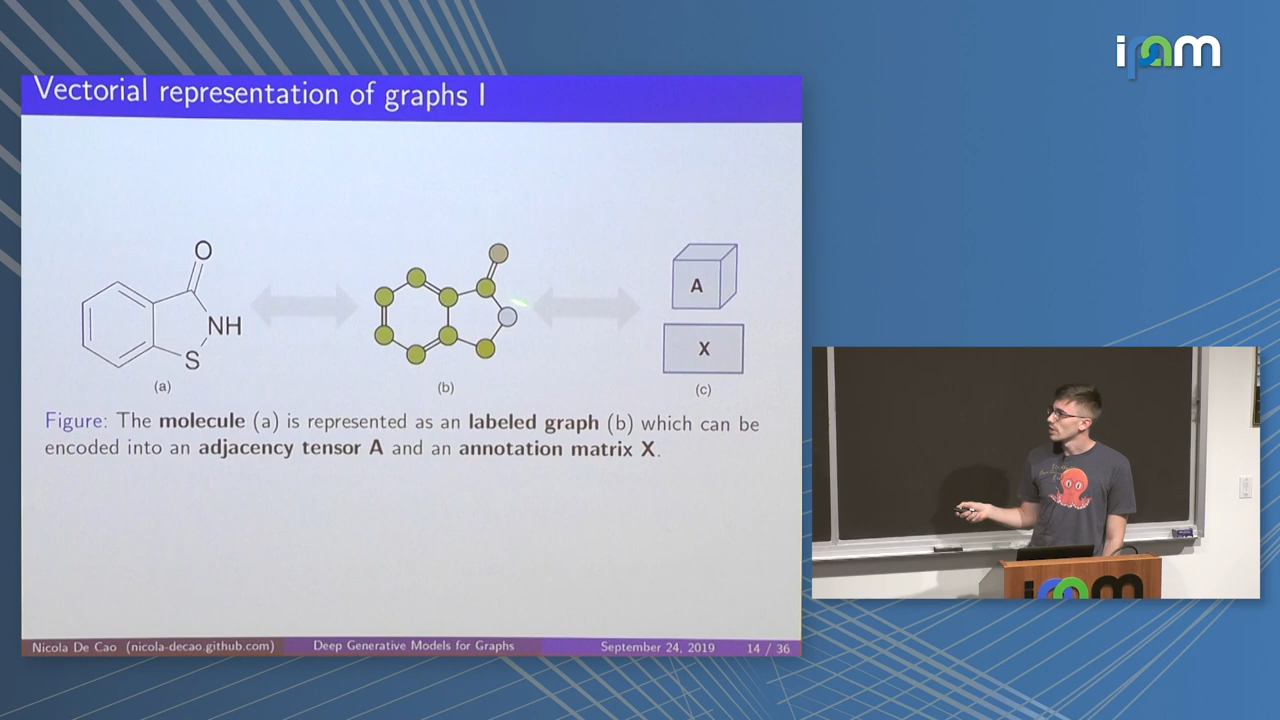 ipam
Vectorial representation of graphs I
O
NH
S
A
X
(a)
(b)
(c)
Figure: The molecule (a) is represented as an labeled graph (b) which can be
encoded into an adjacency tensor A and an annotation matrix X.
Nicola De Cao (nicola-decao.github.com)
Deep Generative Models for Graphs
September 24, 2019
14 / 36
ipam